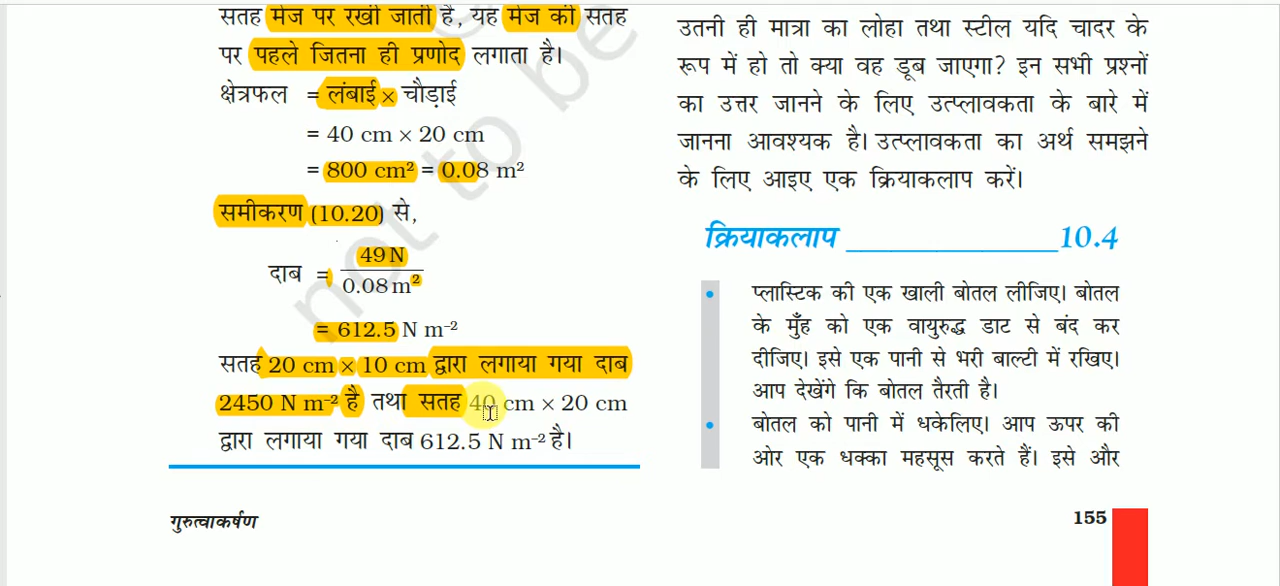 सतह मेज पर रखी जाती है, यह मेज की सतह
पर पहले जितना ही प्रणोद लगाता है।
क्षेत्रफल = लंबाई × चौड़ाई
= 40 cm × 20 cm
= 800 cm² = 0.08 m²
समीकरण (10.20) से,
दाब = 49 N / 0.08 m²
= 612.5 N m⁻²
सतह 20 cm × 10 cm द्वारा लगाया गया दाब
2450 N m⁻² है तथा सतह 40 cm × 20 cm
द्वारा लगाया गया दाब 612.5 N m⁻² है।
उतनी ही मात्रा का लोहा तथा स्टील यदि चादर के
रूप में हो तो क्या वह डूब जाएगा? इन सभी प्रश्नों
का उत्तर जानने के लिए उत्प्लावकता के बारे में
जानना आवश्यक है। उत्प्लावकता का अर्थ समझने
के लिए आइए एक क्रियाकलाप करें।
क्रियाकलाप ______________ 10.4
• प्लास्टिक की एक खाली बोतल लीजिए। बोतल
के मुँह को एक वायुरुद्ध डाट से बंद कर
दीजिए। इसे एक पानी से भरी बाल्टी में रखिए।
आप देखेंगे कि बोतल तैरती है।
• बोतल को पानी में धकेलिए। आप ऊपर की
ओर एक धक्का महसूस करते हैं। इसे और
गुरुत्वाकर्षण
155
not to be